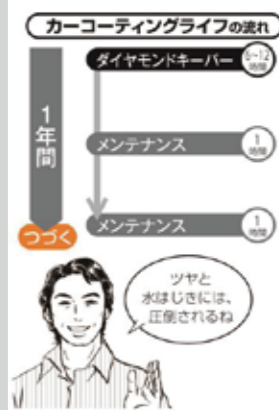 カーコーティングライフの流れ
1年間
ダイヤモンドキーパー
6~12時間
メンテナンス
1時間
メンテナンス
1時間
つづく
ツヤと
水はじきには、
圧倒されるね